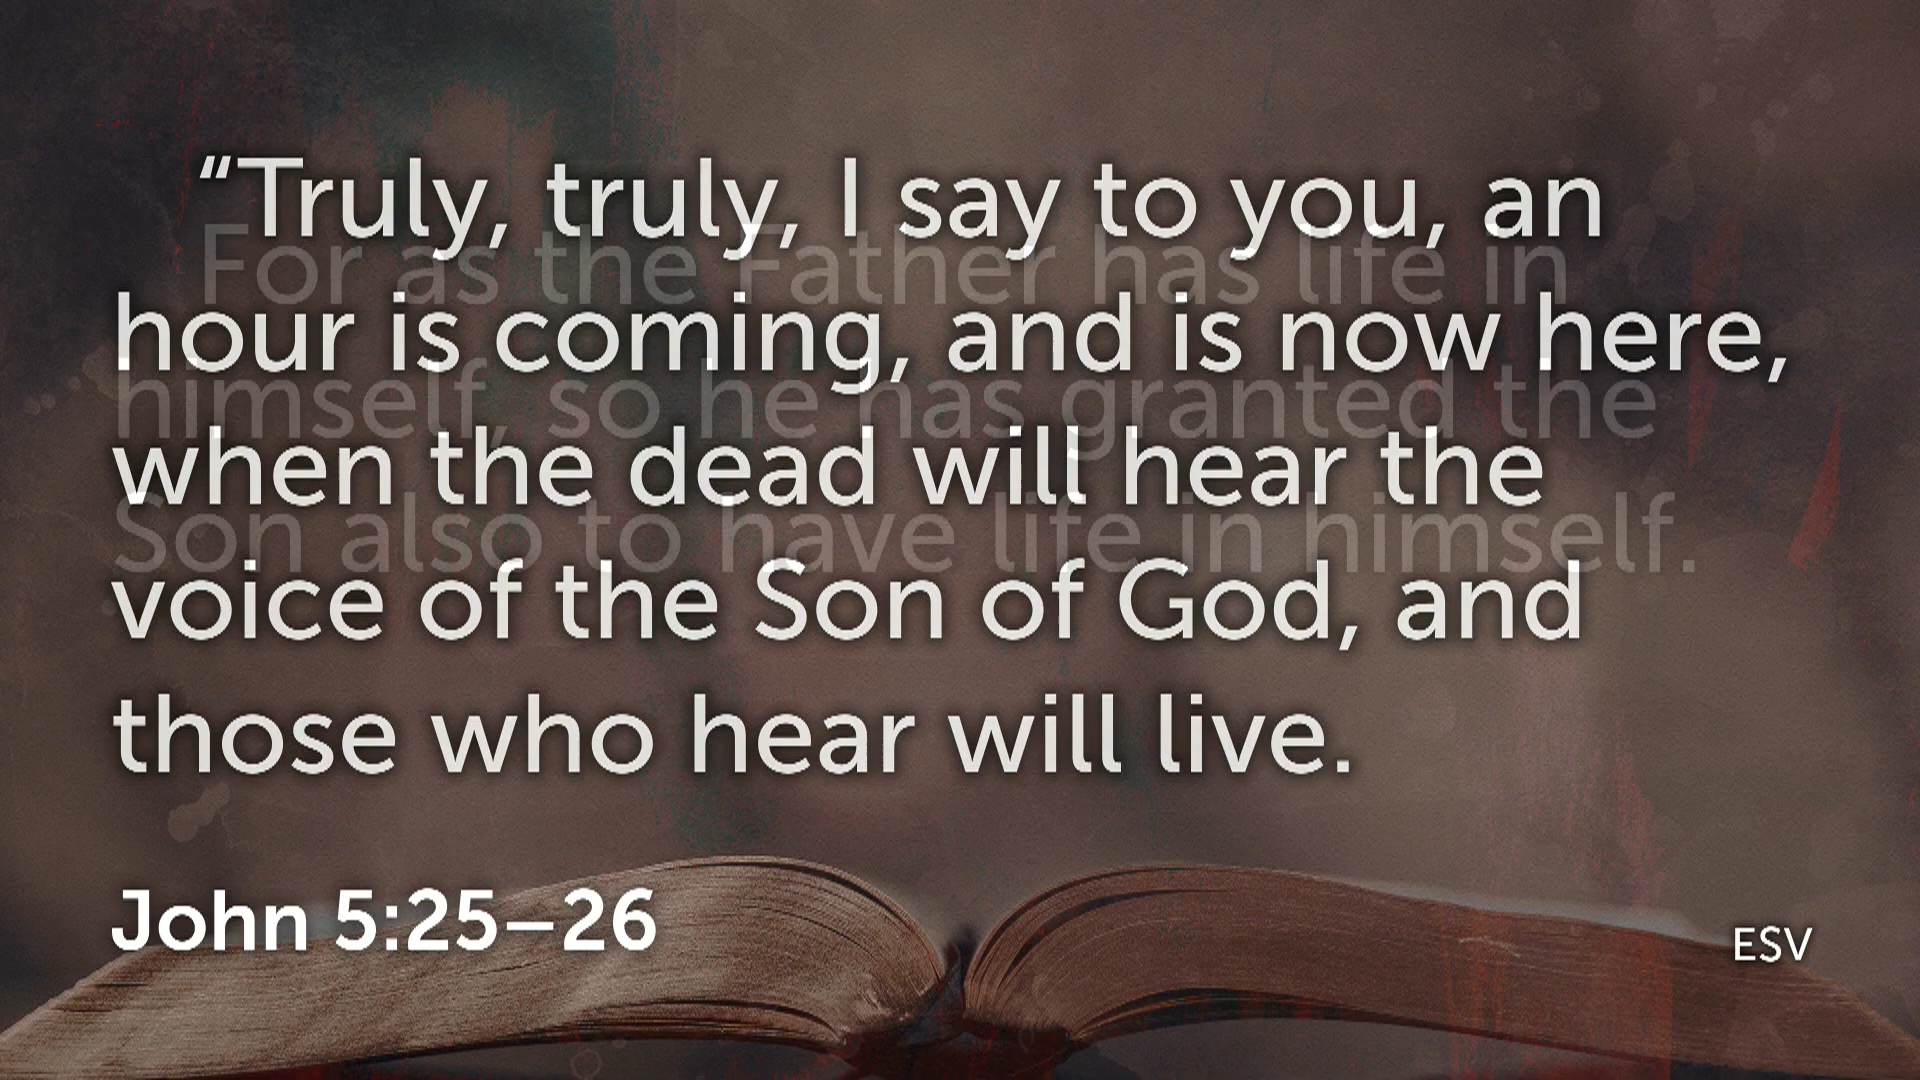 “Truly, truly, I say to you, an
For as the Father has life in
hour is coming, and is now here,
himself, so he has granted the
when the dead will hear the
Son also to have life in himself.
voice of the Son of God, and
those who hear will live.
John 5:25–26
ESV